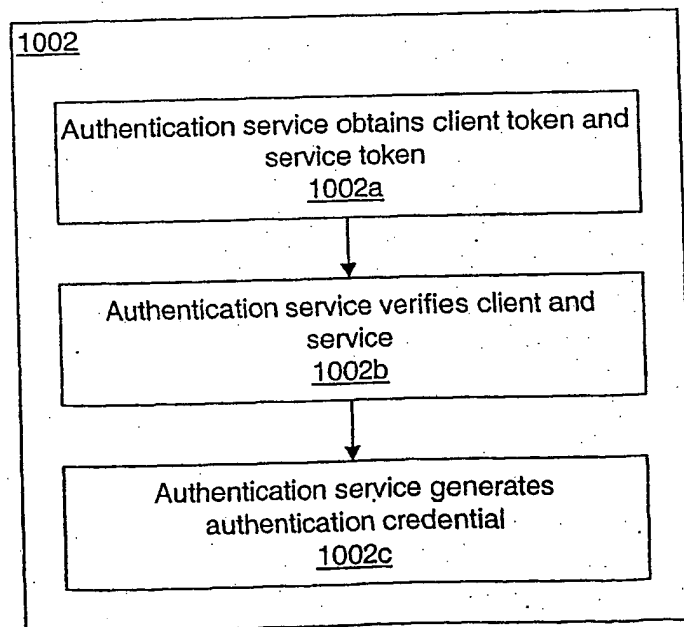 1002
Authentication service obtains client token and
service token
1002a
Authentication service verifies client and
service
1002b
Authentication service generates
authentication credential
1002c